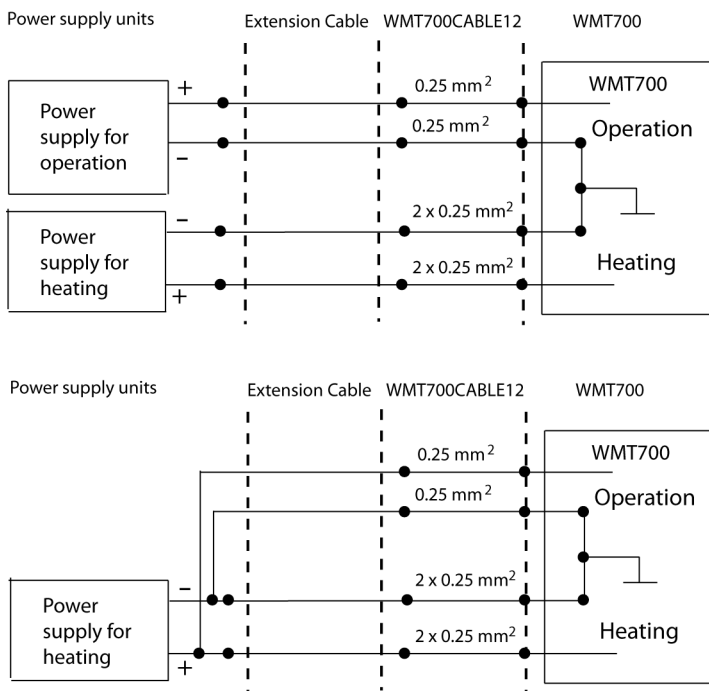 Power supply units
Extension Cable
WMT700CABLE12
WMT700
+
0.25 mm²
WMT700
Power
supply for
operation
0.25 mm²
Operation
−
−
2 x 0.25 mm²
Power
supply for
heating
2 x 0.25 mm²
Heating
+
Power supply units
Extension Cable
WMT700CABLE12
WMT700
0.25 mm²
WMT700
0.25 mm²
Operation
−
2 x 0.25 mm²
Power
supply for
heating
2 x 0.25 mm²
Heating
+